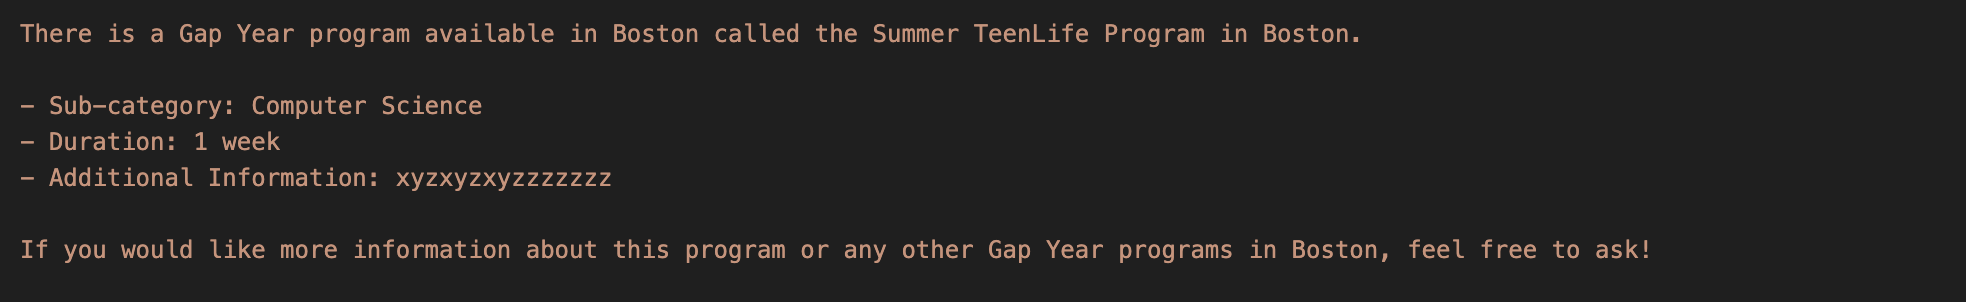 There is a Gap Year program available in Boston called the Summer TeenLife Program in Boston.
- Sub-category: Computer Science
- Duration: 1 week
- Additional Information: xyzxyzxyzzzzzzz
If you would like more information about this program or any other Gap Year programs in Boston, feel free to ask!